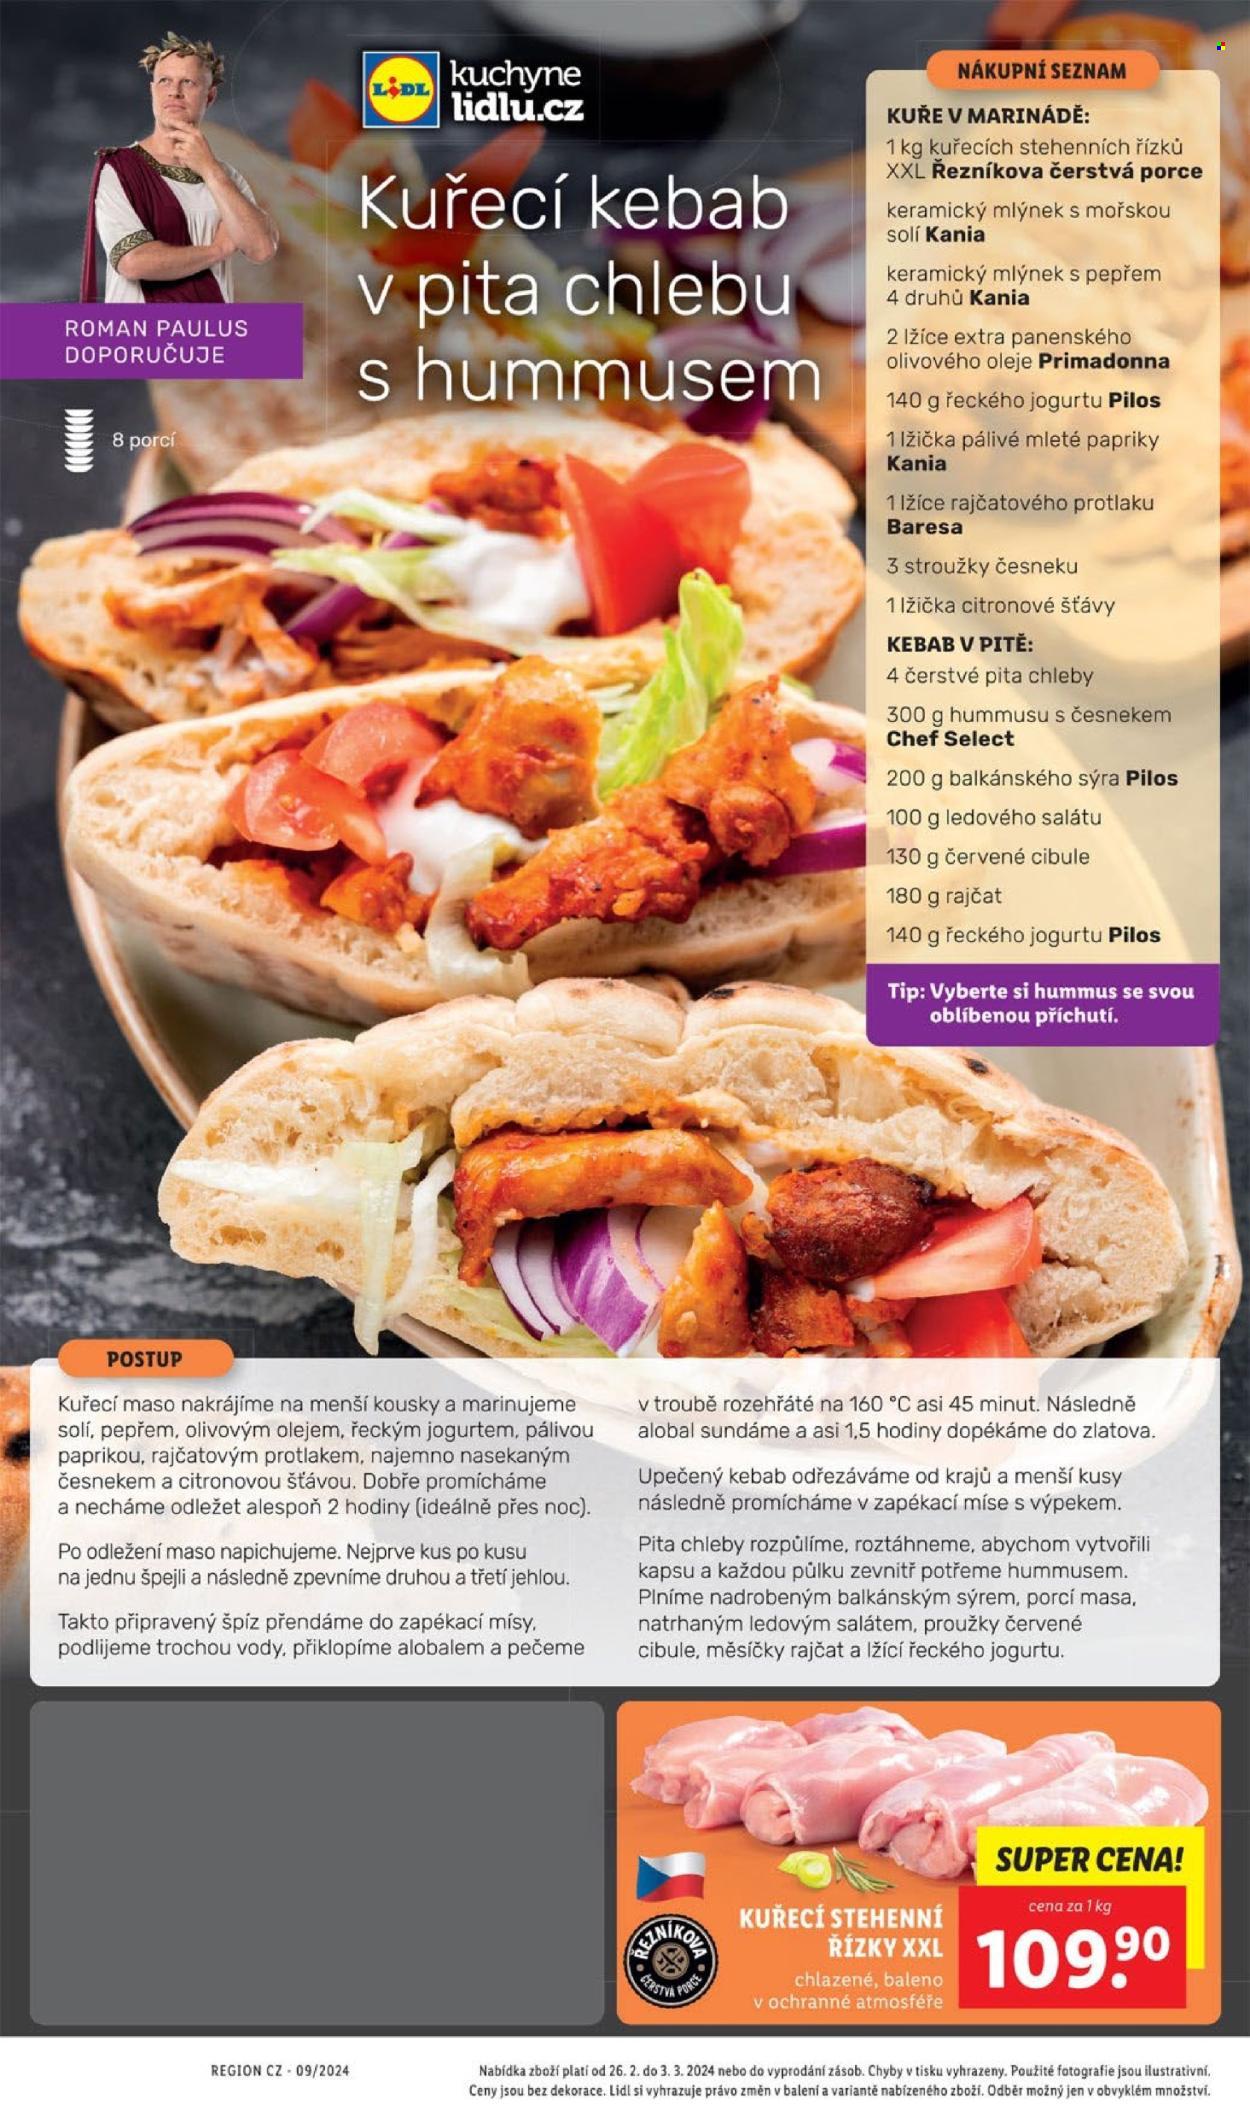 LIDL
kuchyne
lidlu.cz
Kuřecí kebab
v pita chlebu
s hummusem
ROMAN PAULUS
DOPORUČUJE
8 porcí
NÁKUPNÍ SEZNAM
KUŘE V MARINÁDĚ:
1 kg kuřecích stehenních řízků
XXL Řezníkova čerstvá porce
keramický mlýnek s mořskou
solí Kania
keramický mlýnek s pepřem
4 druhů Kania
2 lžíce extra panenského
olivového oleje Primadonna
140 g řeckého jogurtu Pilos
1 lžička pálivé mleté papriky
Kania
1 lžíce rajčatového protlaku
Baresa
3 stroužky česneku
1 lžička citronové šťávy
KEBAB V PITĚ:
4 čerstvé pita chleby
300 g hummusu s česnekem
Chef Select
200 g balkánského sýra Pilos
100 g ledového salátu
130 g červené cibule
180 g rajčat
140 g řeckého jogurtu Pilos
Tip: Vyberte si hummus se svou
oblíbenou příchutí.
POSTUP
Kuřecí maso nakrájíme na menší kousky a marinujeme
solí, pepřem, olivovým olejem, řeckým jogurtem, pálivou
paprikou, rajčatovým protlakem, najemno nasekaným
česnekem a citronovou šťávou. Dobře promícháme
a necháme odležet alespoň 2 hodiny (ideálně přes noc).
Po odležení maso napichujeme. Nejprve kus po kusu
na jednu špejli a následně zpevníme druhou a třetí jehlou.
Takto připravený špíz přendáme do zapékací mísy,
podlijeme trochou vody, přiklopíme alobalem a pečeme
v troubě rozehřáté na 160 °C asi 45 minut. Následně
alobal sundáme a asi 1,5 hodiny dopékáme do zlatova.
Upečený kebab odřezáváme od krajů a menší kusy
následně promícháme v zapékací míse s výpekem.
Pita chleby rozpůlíme, roztáhneme, abychom vytvořili
kapsu a každou půlku zevnitř potřeme hummusem.
Plníme nadrobeným balkánským sýrem, porcí masa,
natrhaným ledovým salátem, proužky červené
cibule, měsíčky rajčat a lžící řeckého jogurtu.
SUPER CENA!
cena za 1 kg
109.90
KUŘECÍ STEHENNÍ
ŘÍZKY XXL
chlazené, baleno
v ochranné atmosféře
ŘEZNÍKOVA
ČERSTVÁ PORCE
REGION CZ - 09/2024
Nabídka zboží platí od 26. 2. do 3. 3. 2024 nebo do vyprodání zásob. Chyby v tisku vyhrazeny. Použité fotografie jsou ilustrativní.
Ceny jsou bez dekorace. Lidl si vyhrazuje právo změn v balení a variantě nabízeného zboží. Odběr možný jen v obvyklém množství.